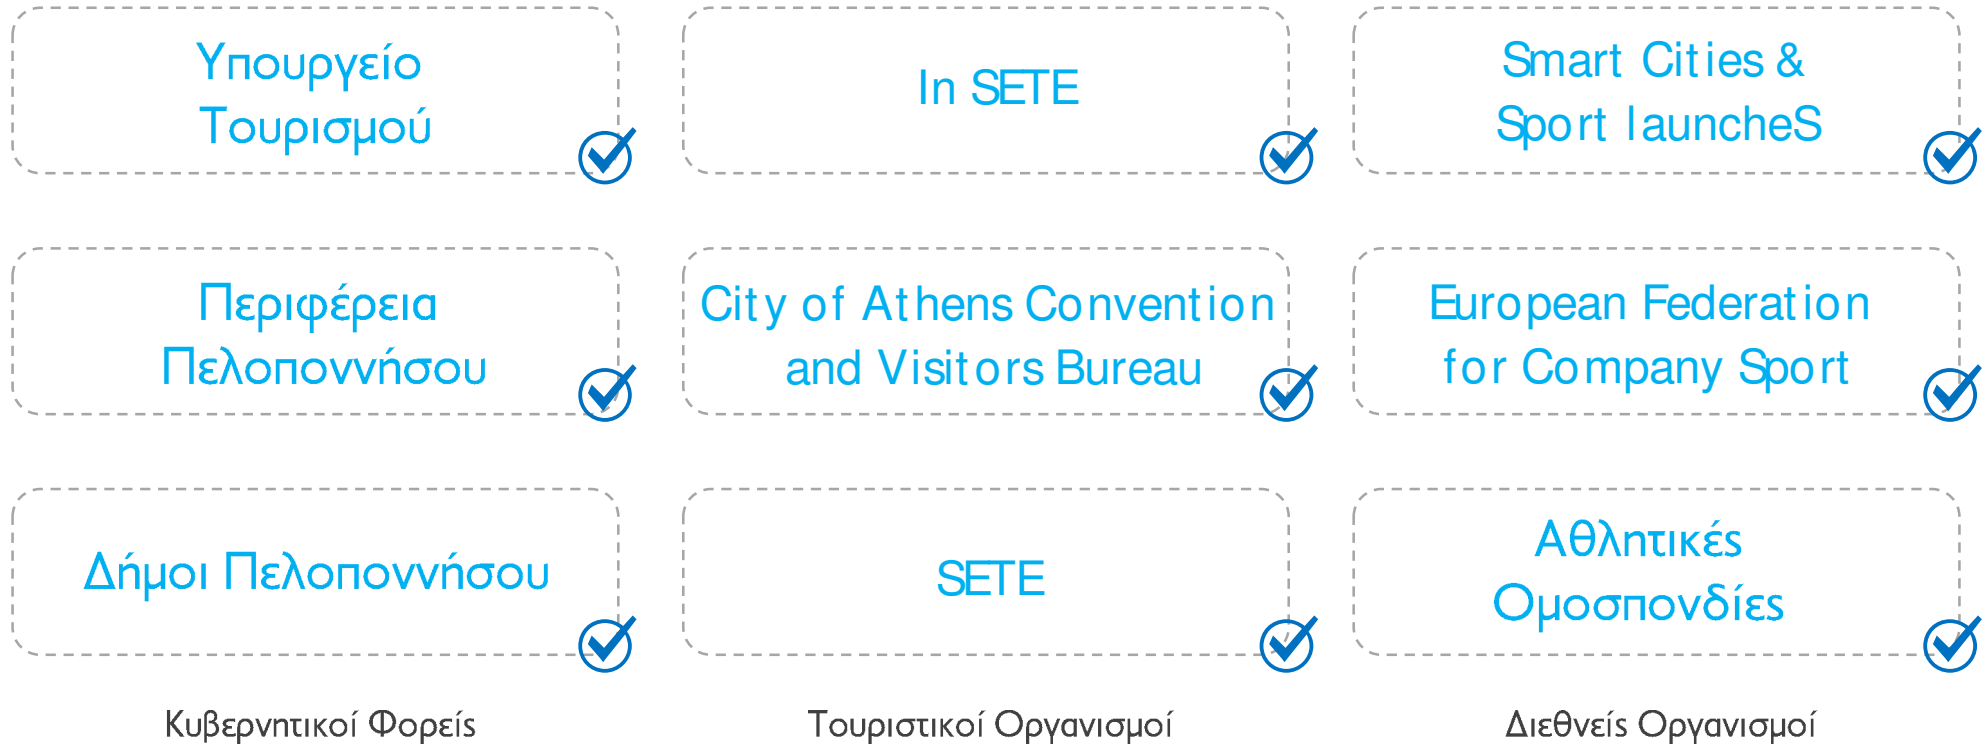 Υπουργείο
Τουρισμού
In SETE
Smart Cities &
Sport launcheS
Περιφέρεια
Πελοποννήσου
City of Athens Convention
and Visitors Bureau
European Federation
for Company Sport
Δήμοι Πελοποννήσου
SETE
Αθλητικές
Ομοσπονδίες
Κυβερνητικοί Φορείς
Τουριστικοί Οργανισμοί
Διεθνείς Οργανισμοί